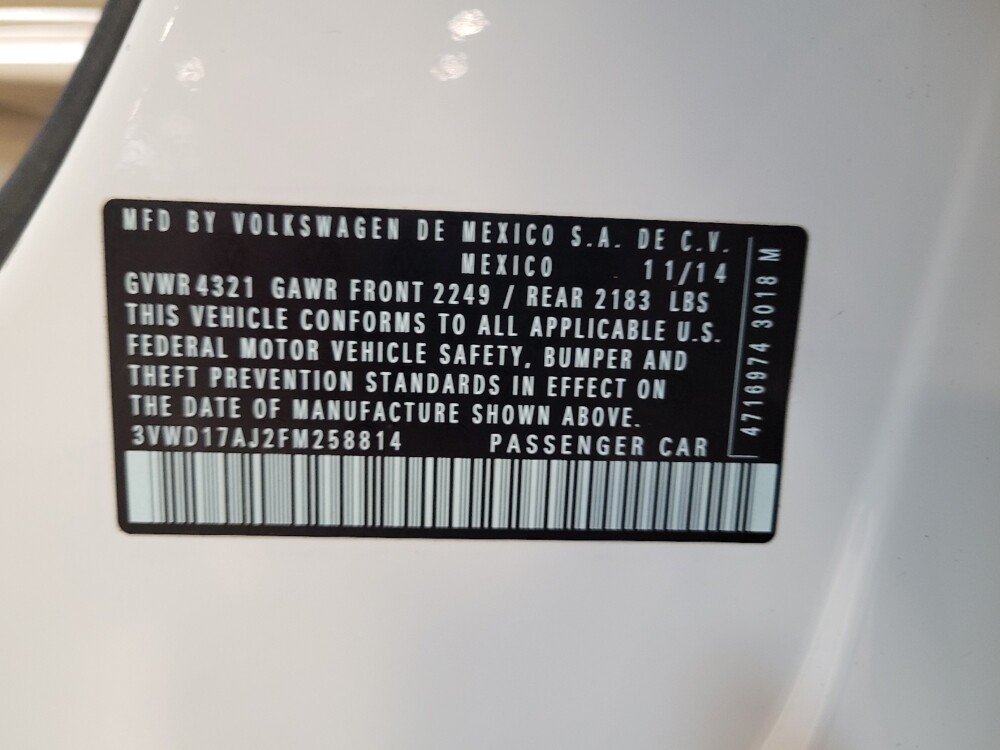 MFD BY VOLKSWAGEN DE MEXICO S.A. DE C.V.
MEXICO 11/14
GVWR 4321 GAWR FRONT 2249 / REAR 2183 LBS
THIS VEHICLE CONFORMS TO ALL APPLICABLE U.S.
FEDERAL MOTOR VEHICLE SAFETY, BUMPER AND
THEFT PREVENTION STANDARDS IN EFFECT ON
THE DATE OF MANUFACTURE SHOWN ABOVE.
3VWD17AJ2FM258814 PASSENGER CAR
4716974 3018 M